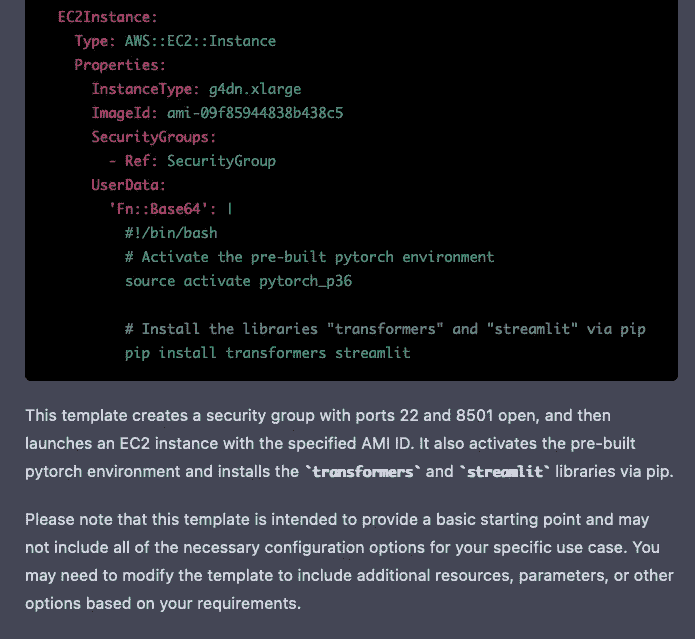 EC2Instance:
Type: AWS::EC2::Instance
Properties:
InstanceType: g4dn.xlarge
ImageId: ami-09f85944838b438c5
SecurityGroups:
- Ref: SecurityGroup
UserData:
'Fn::Base64': |
#!/bin/bash
# Activate the pre-built pytorch environment
source activate pytorch_p36
# Install the libraries "transformers" and "streamlit" via pip
pip install transformers streamlit
This template creates a security group with ports 22 and 8501 open, and then
launches an EC2 instance with the specified AMI ID. It also activates the pre-built
pytorch environment and installs the `transformers` and `streamlit` libraries via pip.
Please note that this template is intended to provide a basic starting point and may
not include all of the necessary configuration options for your specific use case. You
may need to modify the template to include additional resources, parameters, or other
options based on your requirements.